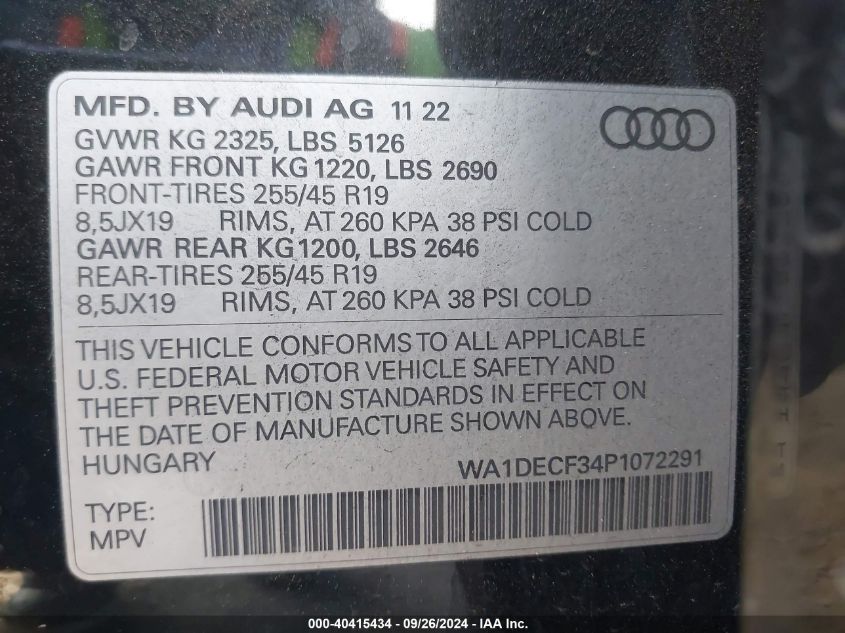 MFD. BY AUDI AG 11 22
GVWR KG 2325, LBS 5126
GAWR FRONT KG 1220, LBS 2690
FRONT-TIRES 255/45 R19
8,5JX19 RIMS, AT 260 KPA 38 PSI COLD
GAWR REAR KG 1200, LBS 2646
REAR-TIRES 255/45 R19
8,5JX19 RIMS, AT 260 KPA 38 PSI COLD
THIS VEHICLE CONFORMS TO ALL APPLICABLE
U.S. FEDERAL MOTOR VEHICLE SAFETY AND
THEFT PREVENTION STANDARDS IN EFFECT ON
THE DATE OF MANUFACTURE SHOWN ABOVE.
HUNGARY WA1DECF34P1072291
TYPE:
MPV
000-40415434 - 09/26/2024 - IAA Inc.